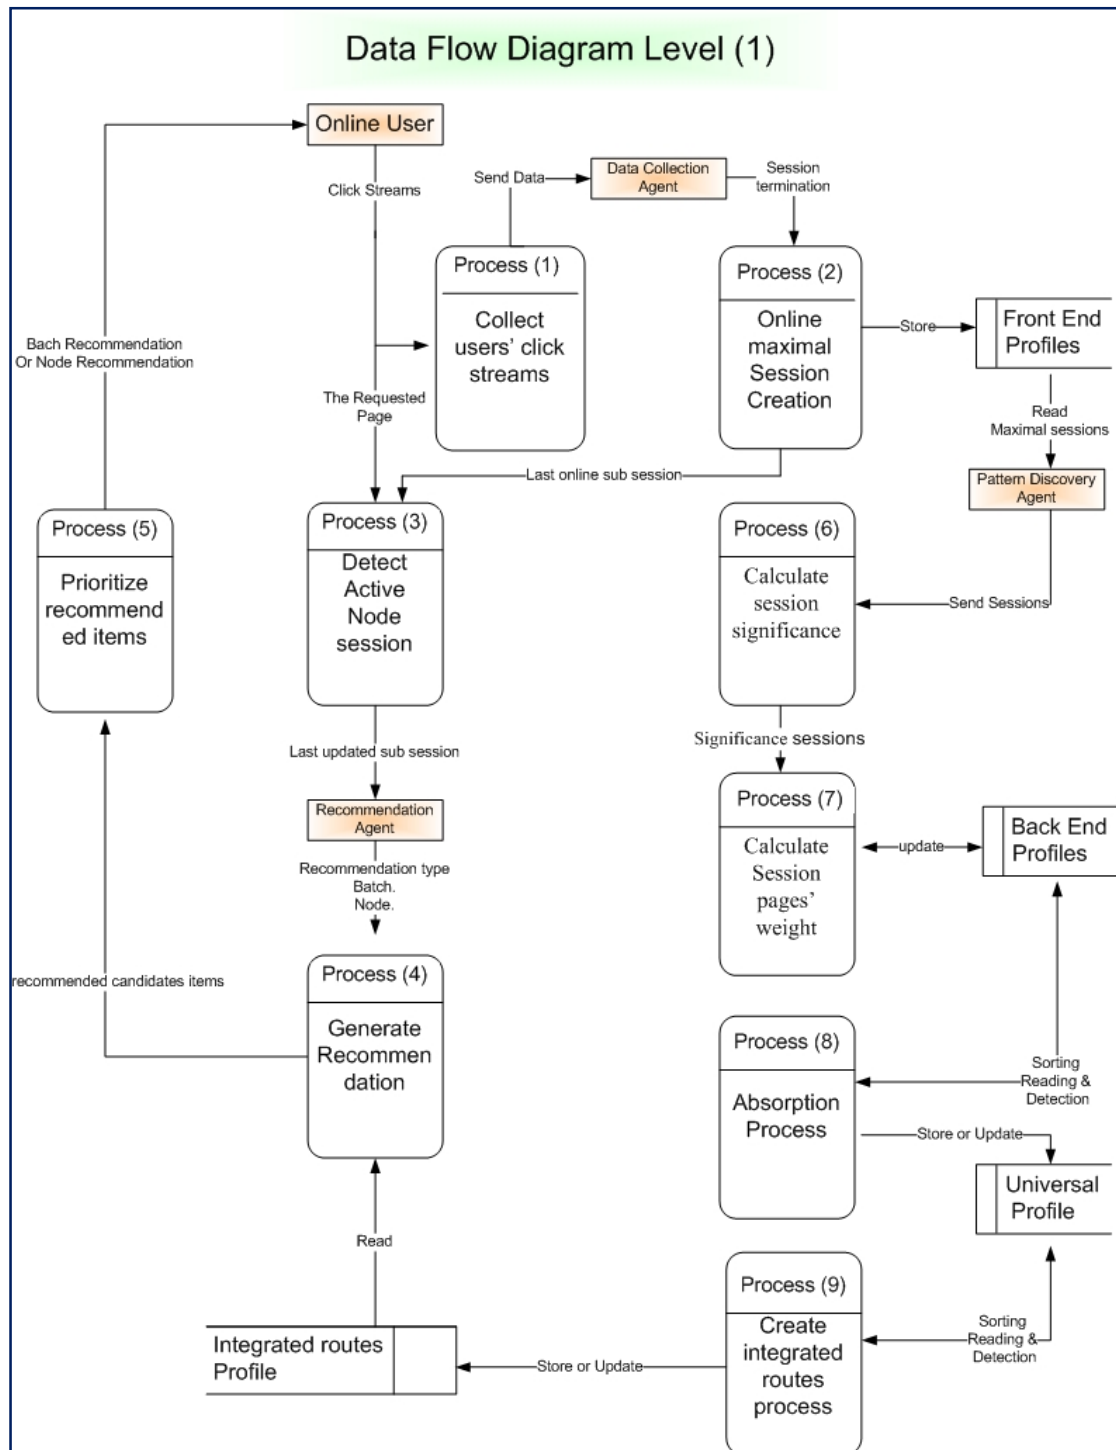 Data Flow Diagram Level (1)
Online User
Click Streams
Send Data
Data Collection
Agent
Session
termination
Process (1)
Collect
users' click
streams
Process (2)
Online
maximal
Session
Creation
Store
Front End
Profiles
Bach Recommendation
Or Node Recommendation
The Requested
Page
Read
Maximal sessions
Last online sub session
Pattern Discovery
Agent
Process (5)
Prioritize
recommend
ed items
Process (3)
Detect
Active
Node
session
Process (6)
Calculate
session
significance
Send Sessions
Last updated sub session
Significance sessions
Recommendation
Agent
Process (7)
Calculate
Session
pages'
weight
update
Back End
Profiles
Recommendation type
Batch.
Node.
recommended candidates items
Process (4)
Generate
Recommen
dation
Process (8)
Absorption
Process
Sorting
Reading &
Detection
Store or Update
Universal
Profile
Read
Process (9)
Create
integrated
routes
process
Sorting
Reading &
Detection
Integrated routes
Profile
Store or Update